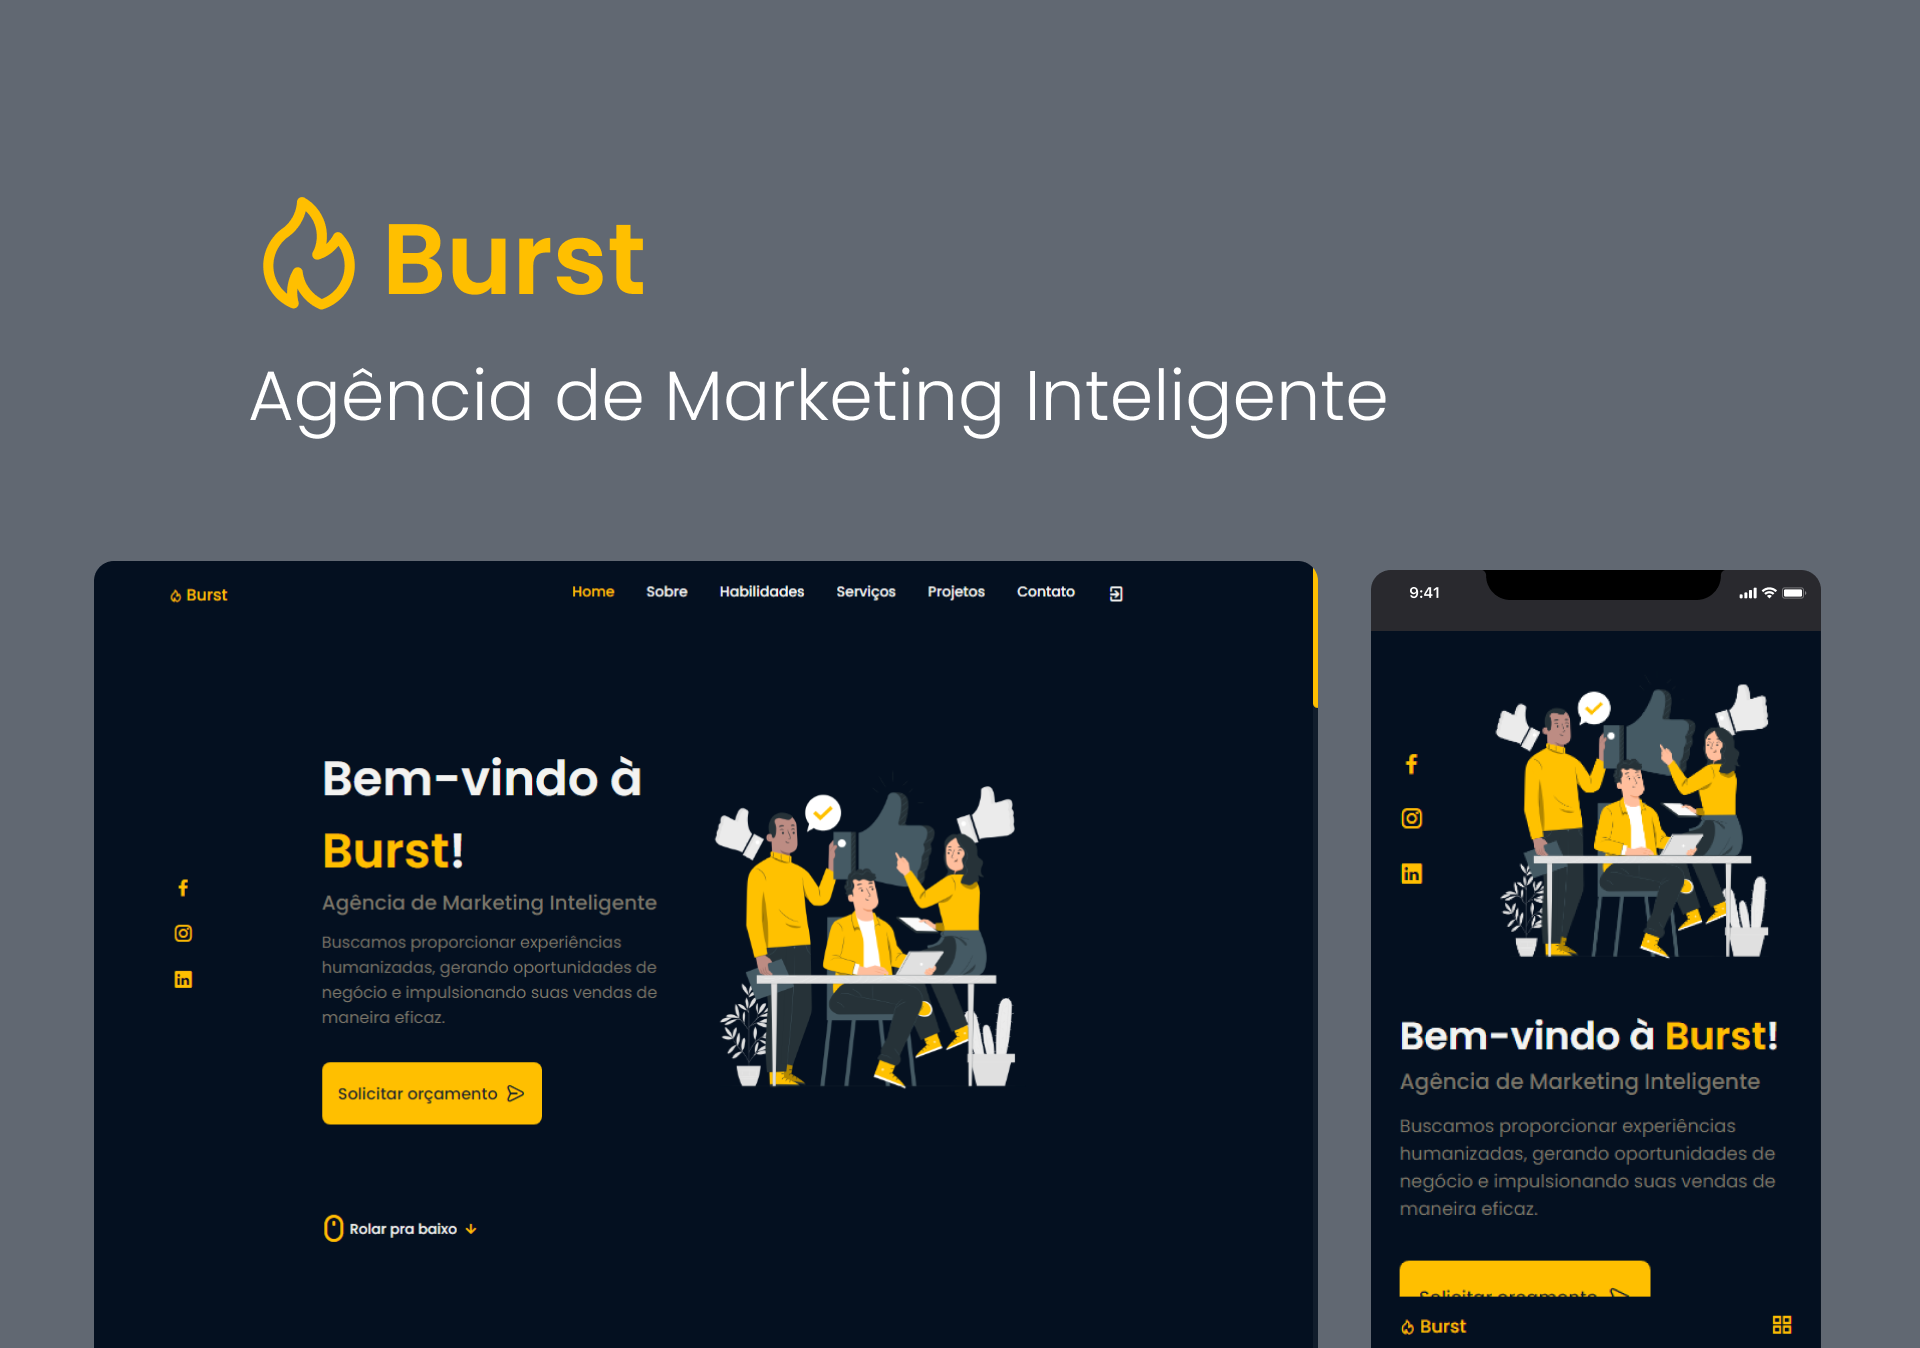 Burst
Agência de Marketing Inteligente
Burst
Home Sobre Habilidades Serviços Projetos Contato
Bem-vindo à
Burst!
Agência de Marketing Inteligente
Buscamos proporcionar experiências
humanizadas, gerando oportunidades de
negócio e impulsionando suas vendas de
maneira eficaz.
Solicitar orçamento
Rolar pra baixo
9:41
Bem-vindo à Burst!
Agência de Marketing Inteligente
Buscamos proporcionar experiências
humanizadas, gerando oportunidades de
negócio e impulsionando suas vendas de
maneira eficaz.
Solicitar orçamento
Burst